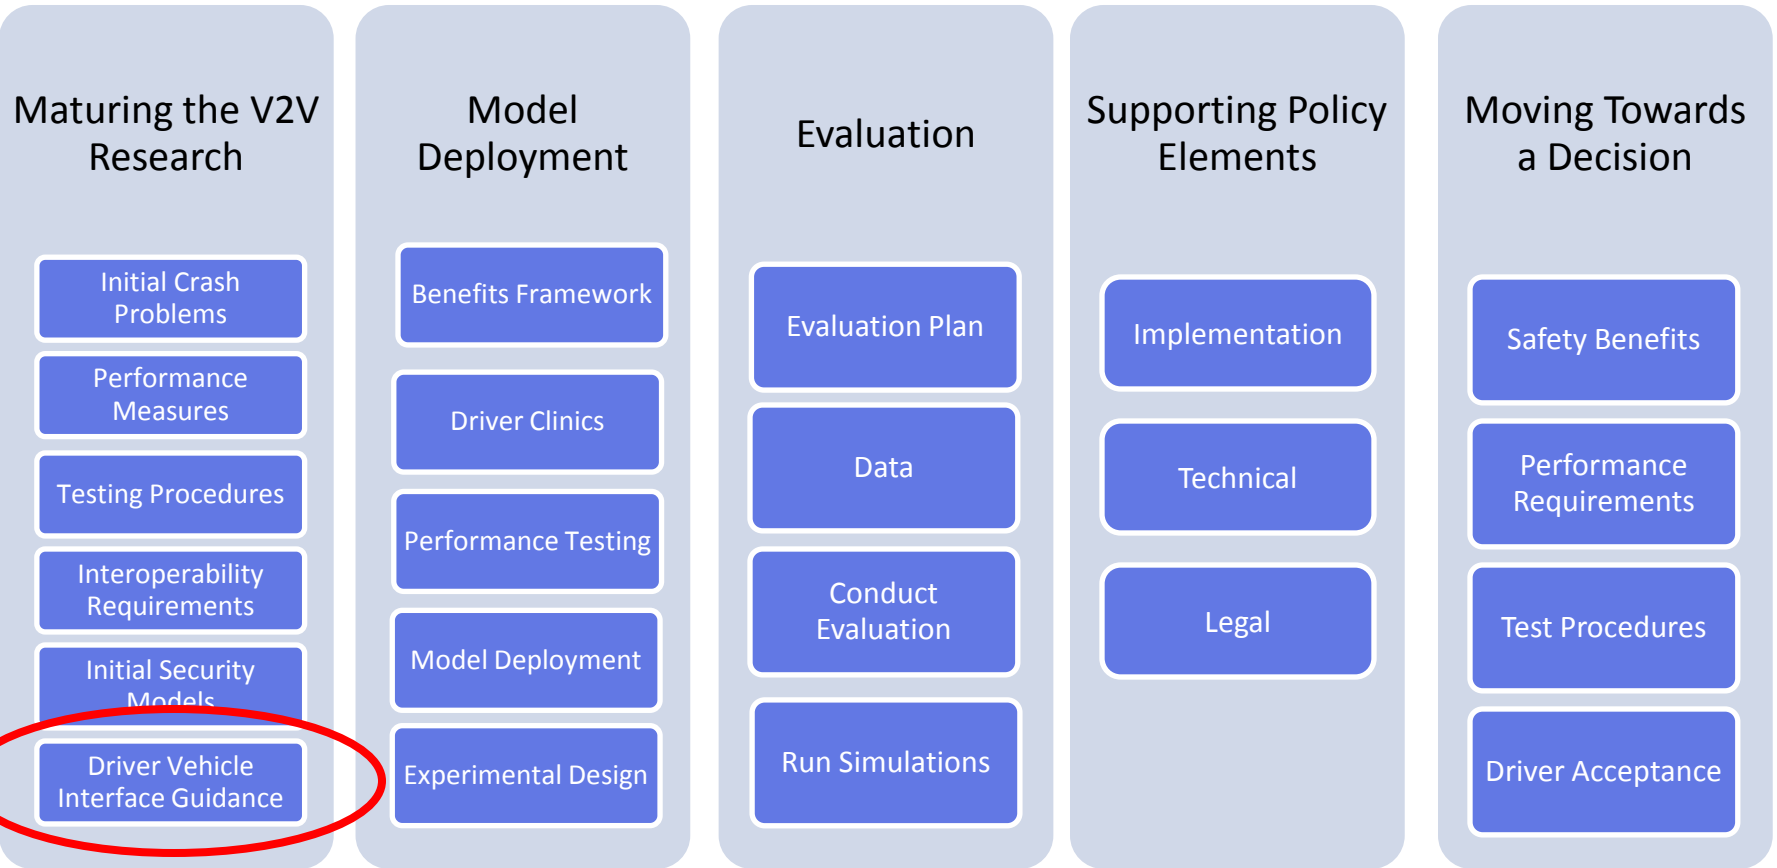 Maturing the V2V
Research
Initial Crash
Problems
Performance
Measures
Testing Procedures
Interoperability
Requirements
Initial Security
Models
Driver Vehicle
Interface Guidance
Model
Deployment
Benefits Framework
Driver Clinics
Performance Testing
Model Deployment
Experimental Design
Evaluation
Evaluation Plan
Data
Conduct
Evaluation
Run Simulations
Supporting Policy
Elements
Implementation
Technical
Legal
Moving Towards
a Decision
Safety Benefits
Performance
Requirements
Test Procedures
Driver Acceptance